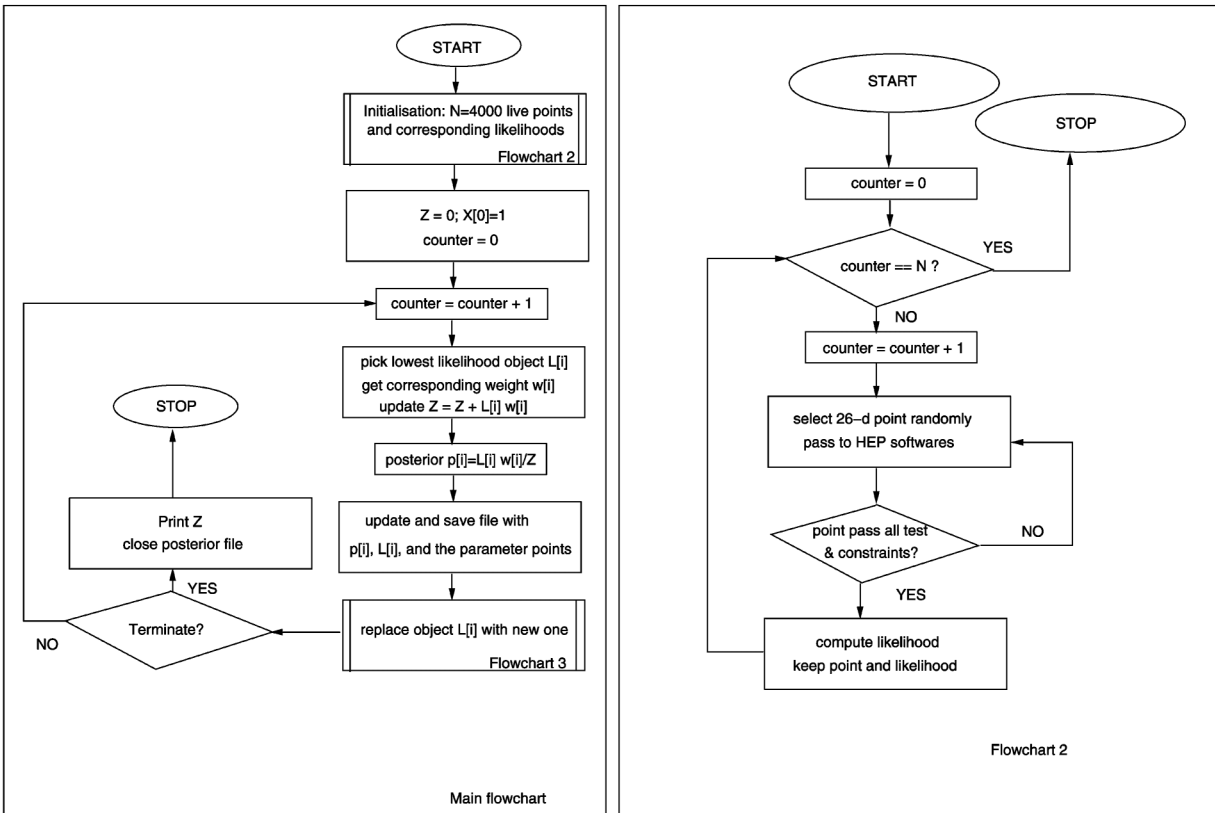 START
Initialisation: N=4000 live points
and corresponding likelihoods
Flowchart 2
Z = 0; X[0]=1
counter = 0
counter = counter + 1
pick lowest likelihood object L[i]
get corresponding weight w[i]
update Z = Z + L[i] w[i]
posterior p[i]=L[i] w[i]/Z
update and save file with
p[i], L[i], and the parameter points
replace object L[i] with new one
Flowchart 3
Terminate?
NO
YES
Print Z
close posterior file
STOP
Main flowchart
START
STOP
counter = 0
counter == N ?
YES
NO
counter = counter + 1
select 26-d point randomly
pass to HEP softwares
point pass all test
& constraints?
NO
YES
compute likelihood
keep point and likelihood
Flowchart 2